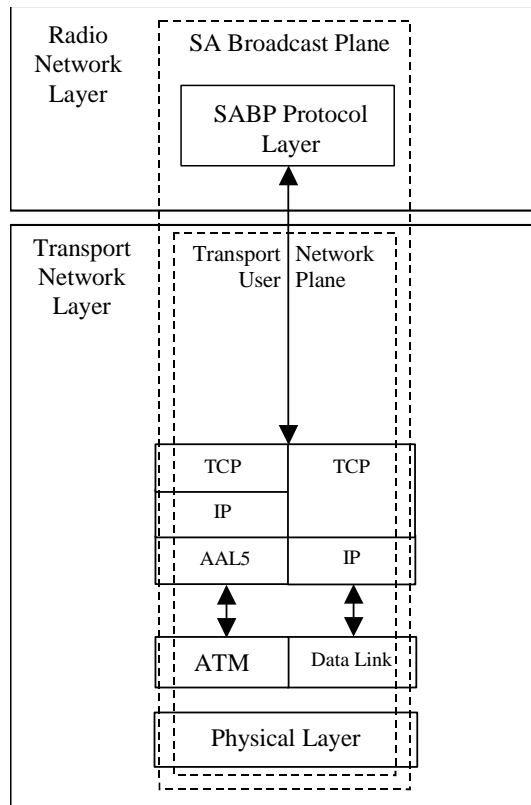 Radio
Network
Layer
SA Broadcast Plane
SABP Protocol
Layer
Transport
Network
Layer
Transport Network
User Plane
TCP TCP
IP
AAL5 IP
ATM Data Link
Physical Layer